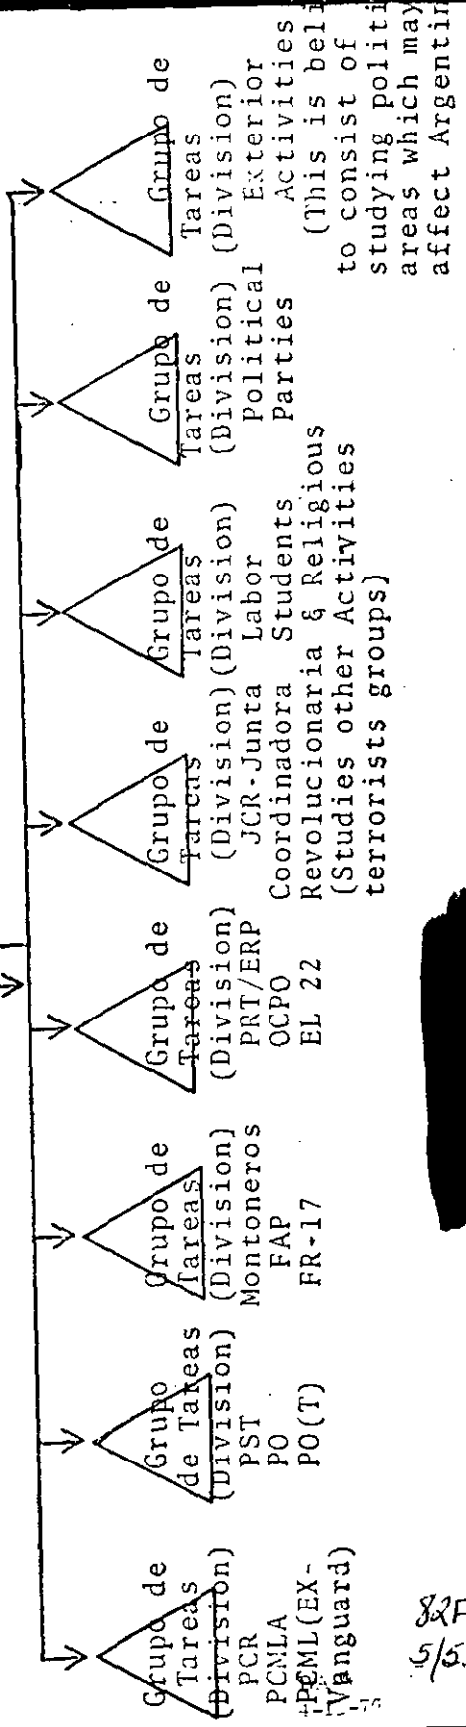 Grupo de
Tareas
(Division)
PCR
PCMLA
PCML(EX-
Vanguard)
Grupo
de Tareas
(Division)
PST
PO
PO(T)
Grupo de
Tareas
(Division)
Montoneros
FAP
FR-17
Grupo de
Tareas
(Division)
PRT/ERP
OCPO
EL 22
Grupo de
Tareas
(Division)
JCR-Junta
Coordinadora
Revolucionaria
(Studies other
terrorists groups)
Grupo de
Tareas
(Division)
Labor
Students
& Religious
Activities
Grupo de
Tareas
(Division)
Political
Parties
Grupo de
Tareas
(Division)
Exterior
Activities
(This is beli
to consist of
studying politi
areas which may
affect Argentin
82F